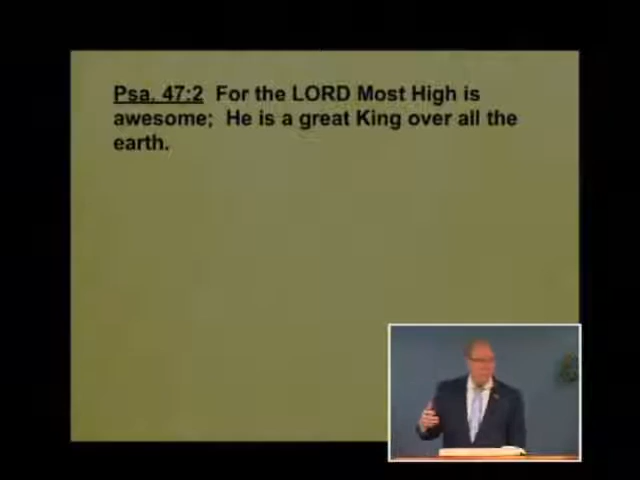 Psa. 47:2  For the LORD Most High is
awesome;  He is a great King over all the
earth.